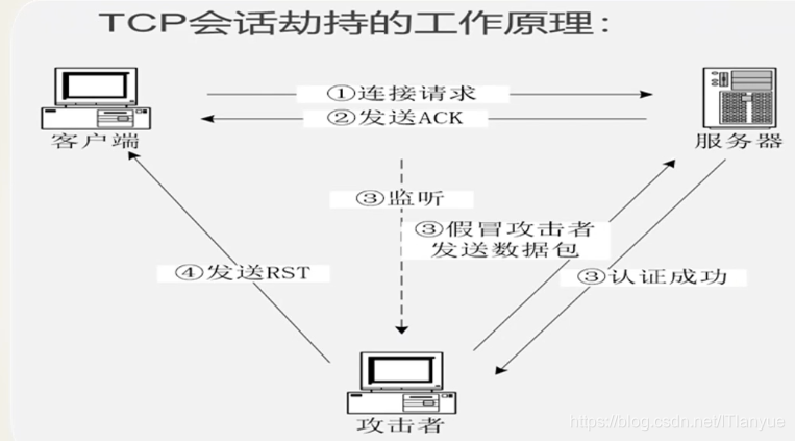 TCP会话劫持的工作原理：
①连接请求
②发送ACK
客户端
服务器
③监听
③假冒攻击者
发送数据包
④发送RST
③认证成功
攻击者
https://blog.csdn.net/ITianyue